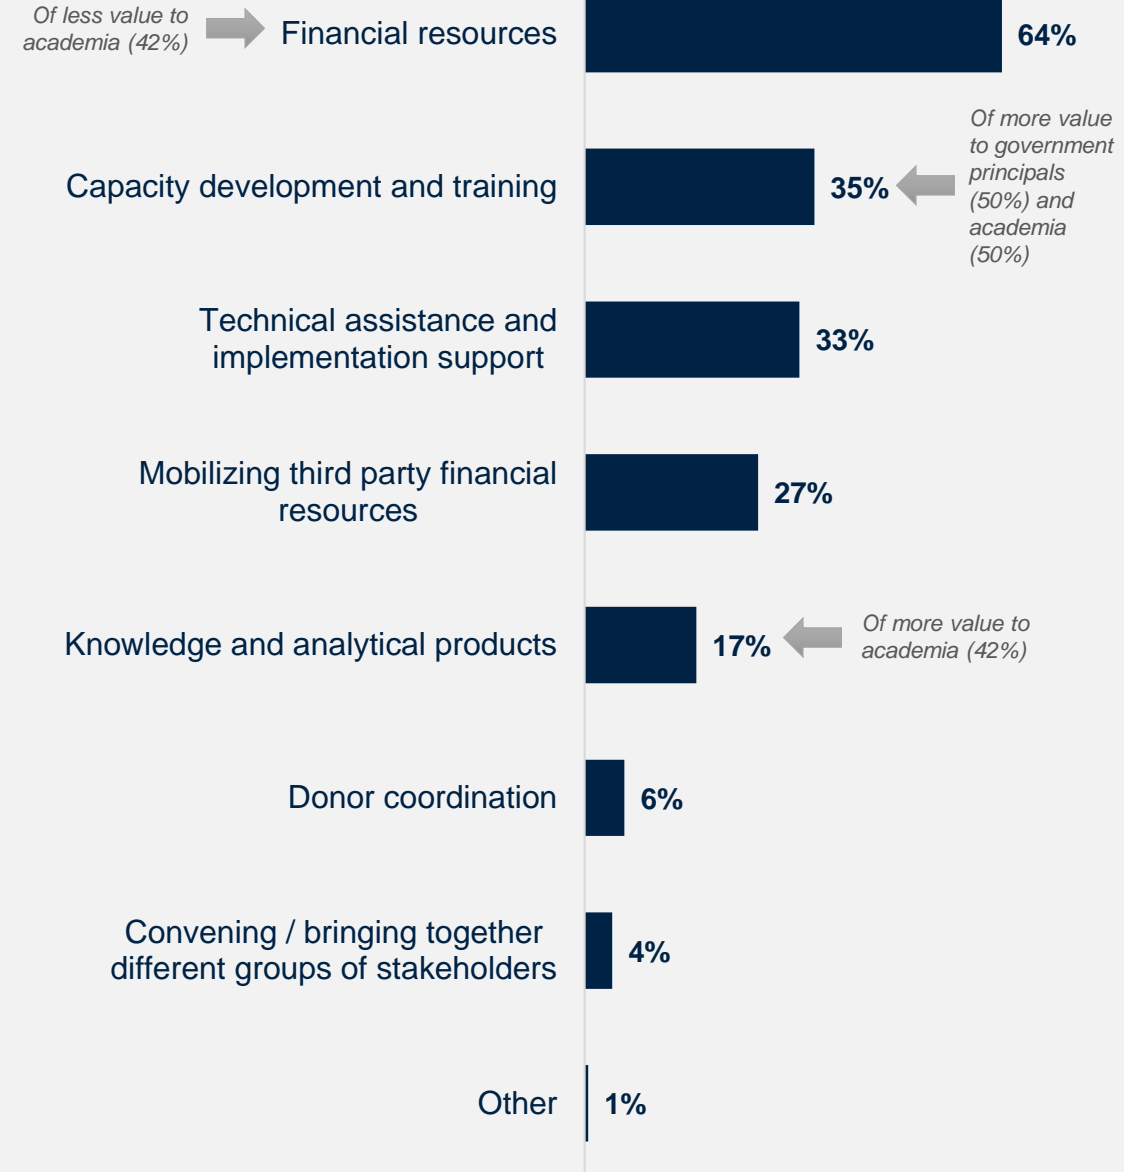 Of less value to
academia (42%)
Financial resources
64%
Capacity development and training
35%
Of more value
to government
principals
(50%) and
academia
(50%)
Technical assistance and
implementation support
33%
Mobilizing third party financial
resources
27%
Knowledge and analytical products
17%
Of more value to
academia (42%)
Donor coordination
6%
Convening / bringing together
different groups of stakeholders
4%
Other
1%